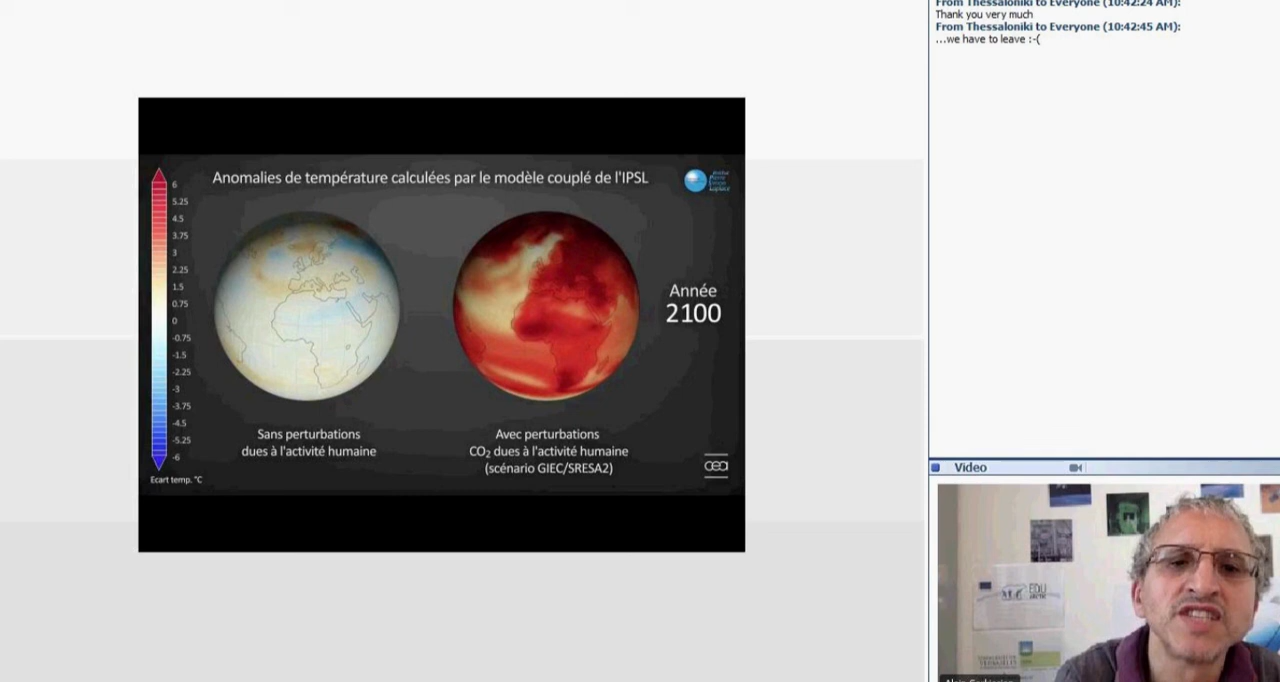 From Thessaloniki to Everyone (10:42:24 AM):
Thank you very much
From Thessaloniki to Everyone (10:42:45 AM):
...we have to leave :-(
Anomalies de température calculées par le modèle couplé de l'IPSL
6
5.25
4.5
3.75
3
2.25
1.5
0.75
0
-0.75
-1.5
-2.25
-3
-3.75
-4.5
-5.25
-6
Ecart temp. °C
Année
2100
Sans perturbations
dues à l'activité humaine
Avec perturbations
CO₂ dues à l'activité humaine
(scénario GIEC/SRESA2)
cea
Video
EDU